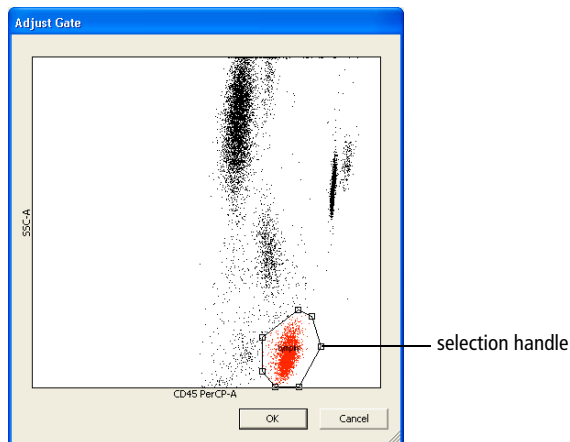 Adjust Gate
SSC-A
selection handle
CD45 PerCP-A
OK
Cancel